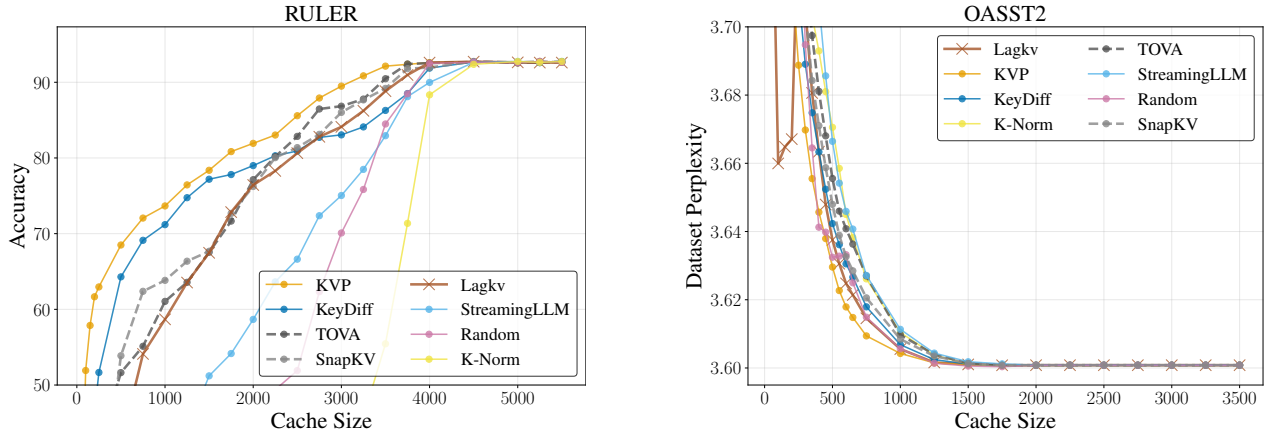 RULER
Accuracy
90
80
70
60
50
0 1000 2000 3000 4000 5000
Cache Size
KVP
KeyDiff
TOVA
SnapKV
Lagkv
StreamingLLM
Random
K-Norm
OASST2
Dataset Perplexity
3.70
3.68
3.66
3.64
3.62
3.60
0 500 1000 1500 2000 2500 3000 3500
Cache Size
Lagkv
KVP
KeyDiff
K-Norm
TOVA
StreamingLLM
Random
SnapKV